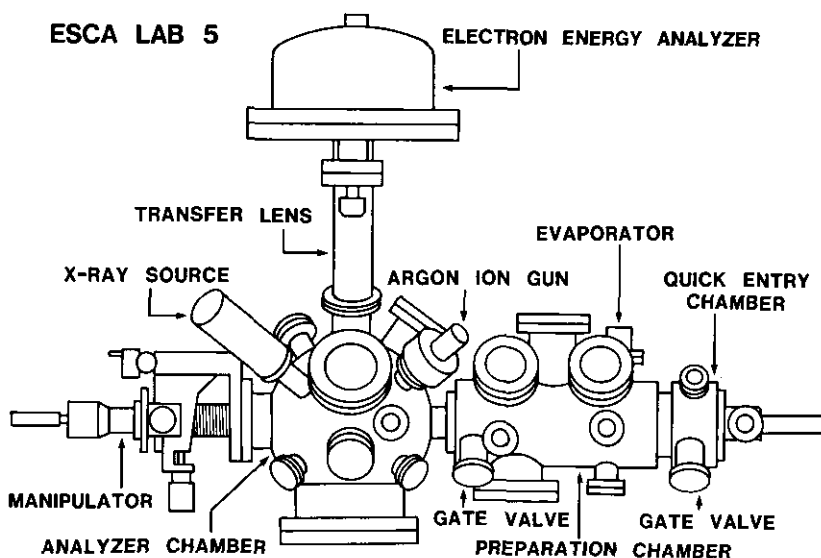 ESCA LAB 5
ELECTRON ENERGY ANALYZER
TRANSFER LENS
X-RAY SOURCE
ARGON ION GUN
EVAPORATOR
QUICK ENTRY
CHAMBER
MANIPULATOR
ANALYZER CHAMBER
GATE VALVE
PREPARATION CHAMBER
GATE VALVE